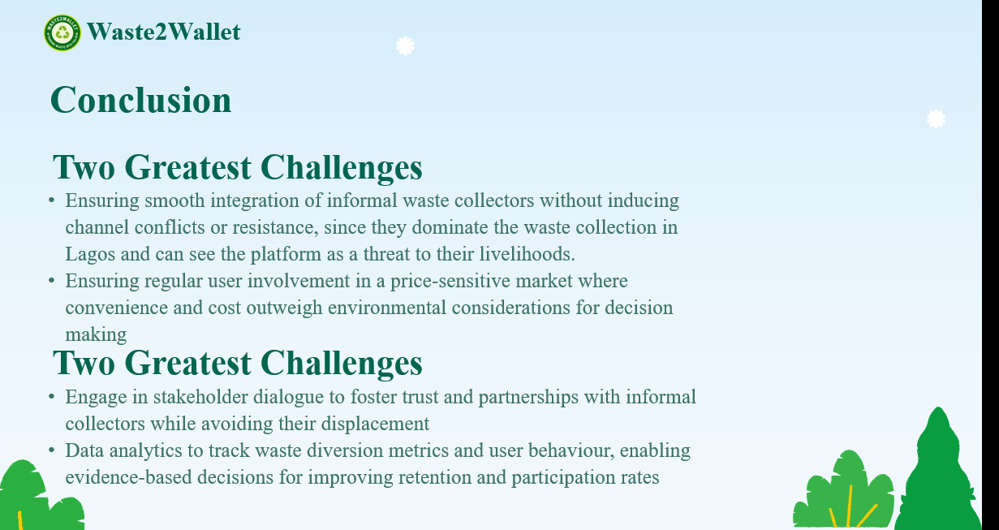 WASTE2WALLET
Waste2Wallet
Conclusion
Two Greatest Challenges
• Ensuring smooth integration of informal waste collectors without inducing
channel conflicts or resistance, since they dominate the waste collection in
Lagos and can see the platform as a threat to their livelihoods.
• Ensuring regular user involvement in a price-sensitive market where
convenience and cost outweigh environmental considerations for decision
making
Two Greatest Challenges
• Engage in stakeholder dialogue to foster trust and partnerships with informal
collectors while avoiding their displacement
• Data analytics to track waste diversion metrics and user behaviour, enabling
evidence-based decisions for improving retention and participation rates